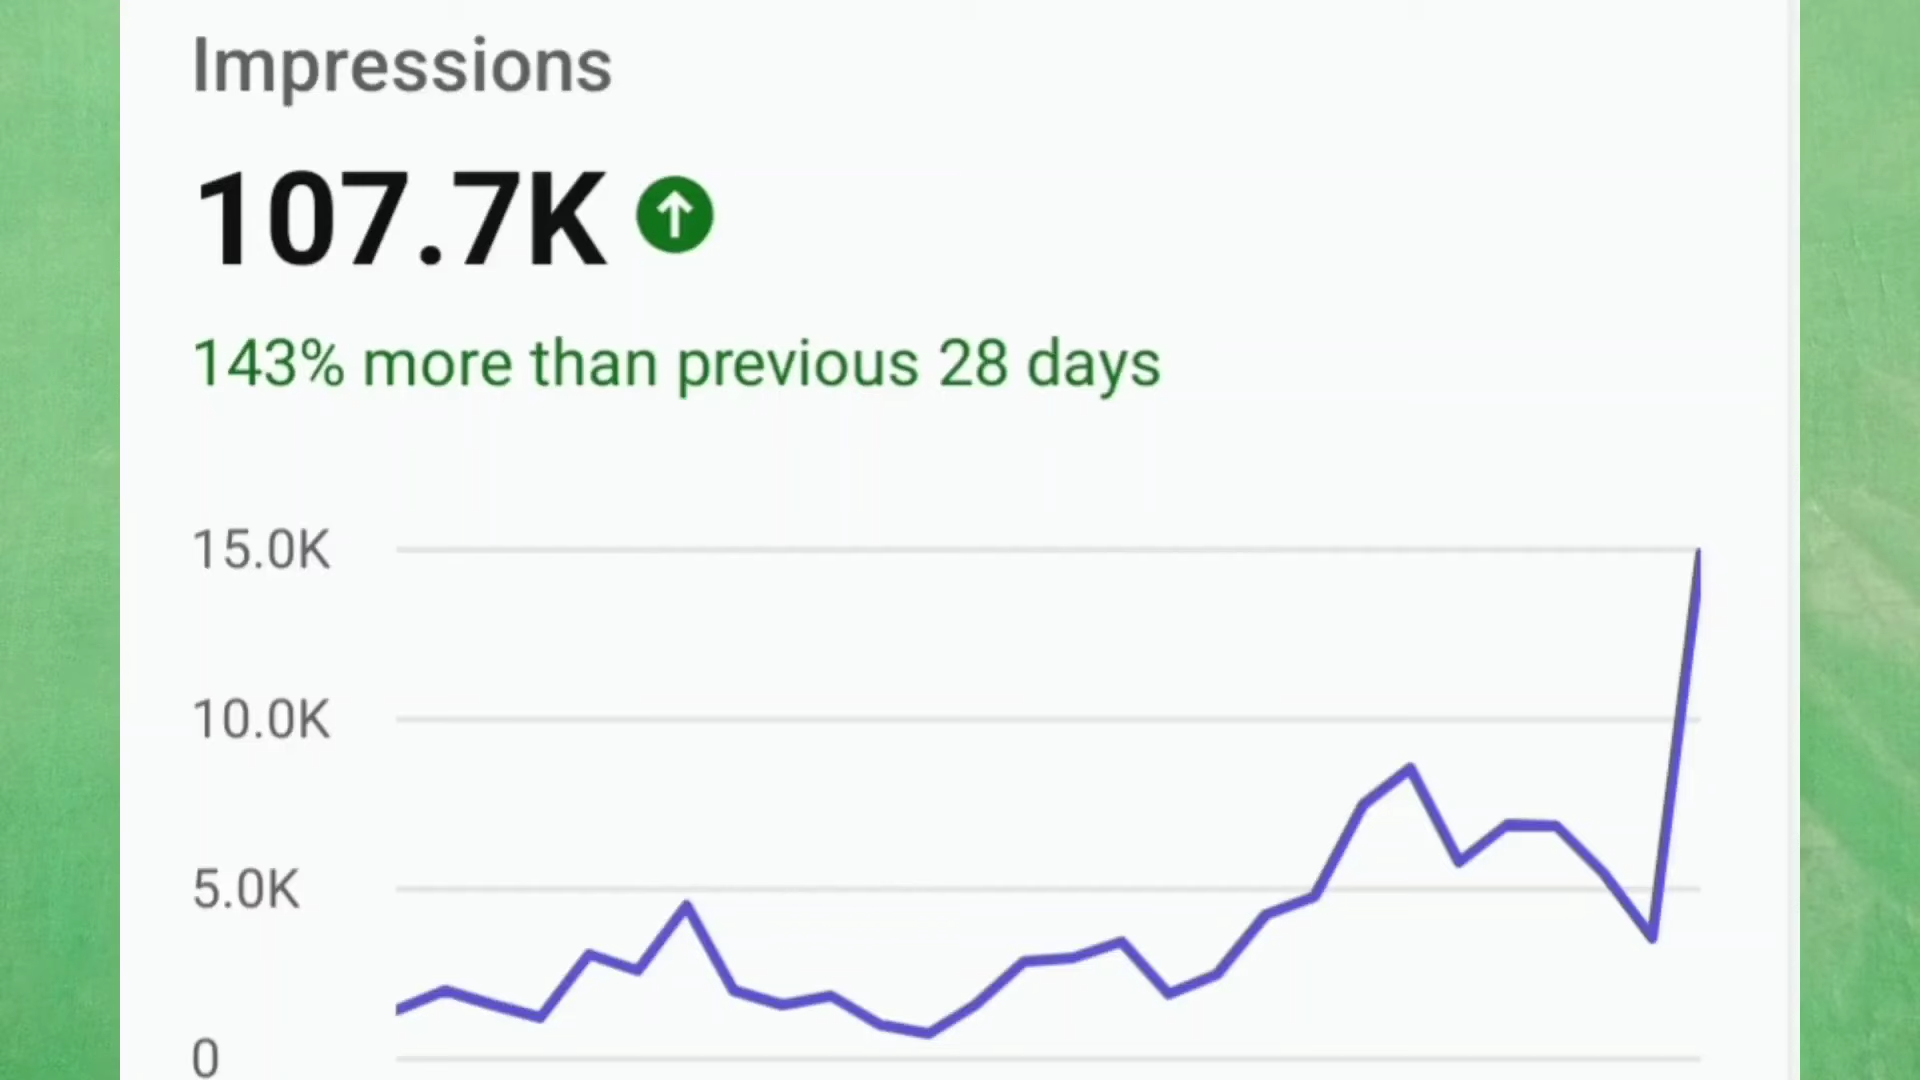 Impressions
107.7K
143% more than previous 28 days
15.0K
10.0K
5.0K
0